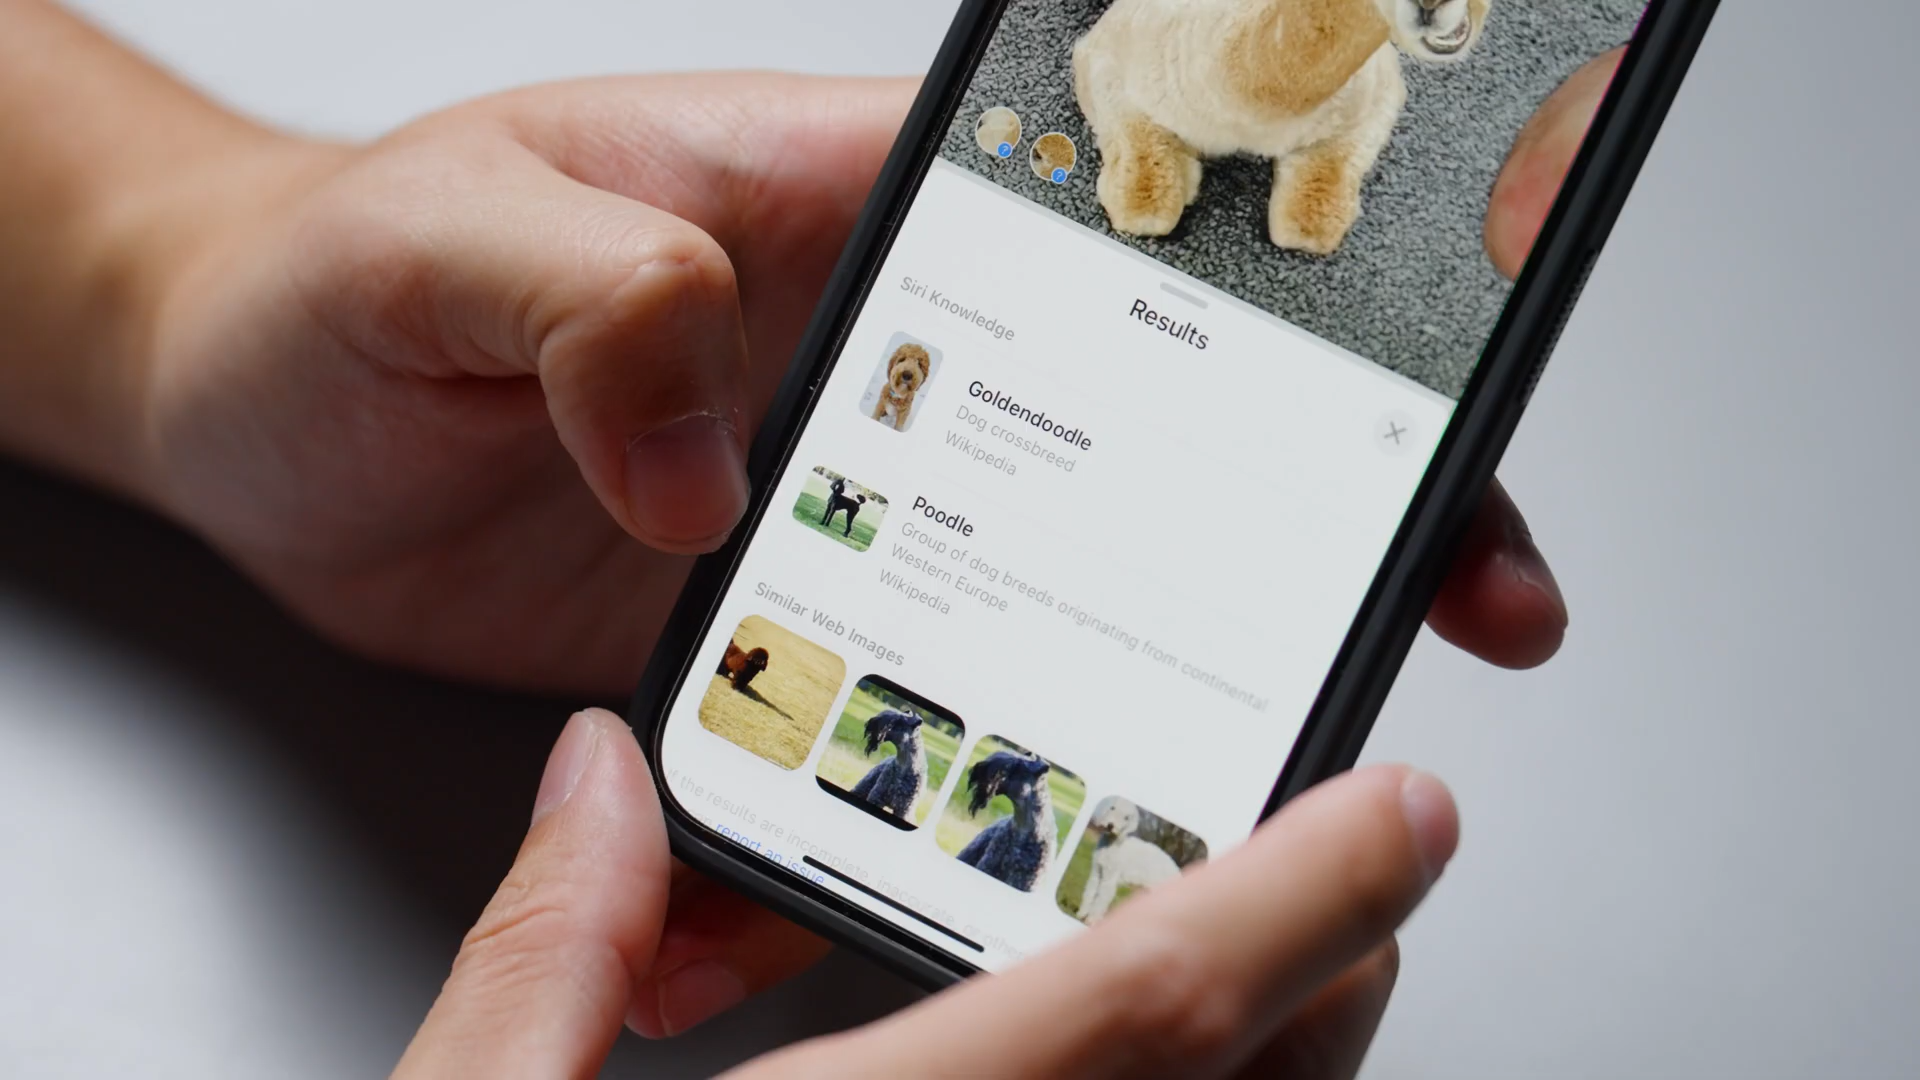 Results
Siri Knowledge
Goldendoodle
Dog crossbreed
Wikipedia
Poodle
Group of dog breeds originating from continental
Western Europe
Wikipedia
Similar Web Images
of the results are incomplete, inaccurate, or other
report an issue